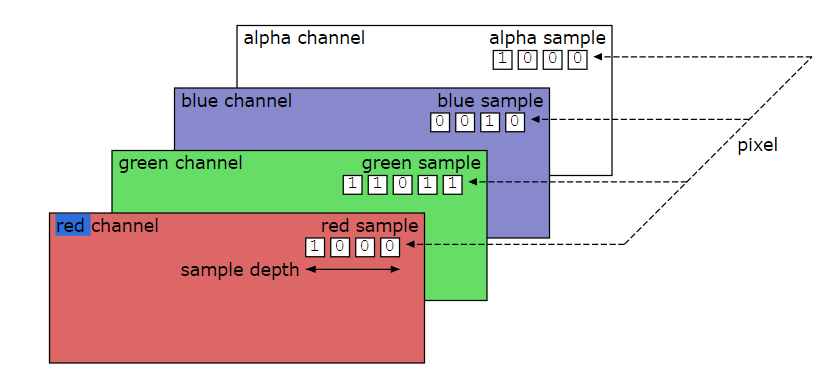 alpha channel alpha sample
1 0 0 0
blue channel blue sample
0 0 1 0
pixel
green channel green sample
1 1 0 1 1
red channel red sample
1 0 0 0
sample depth